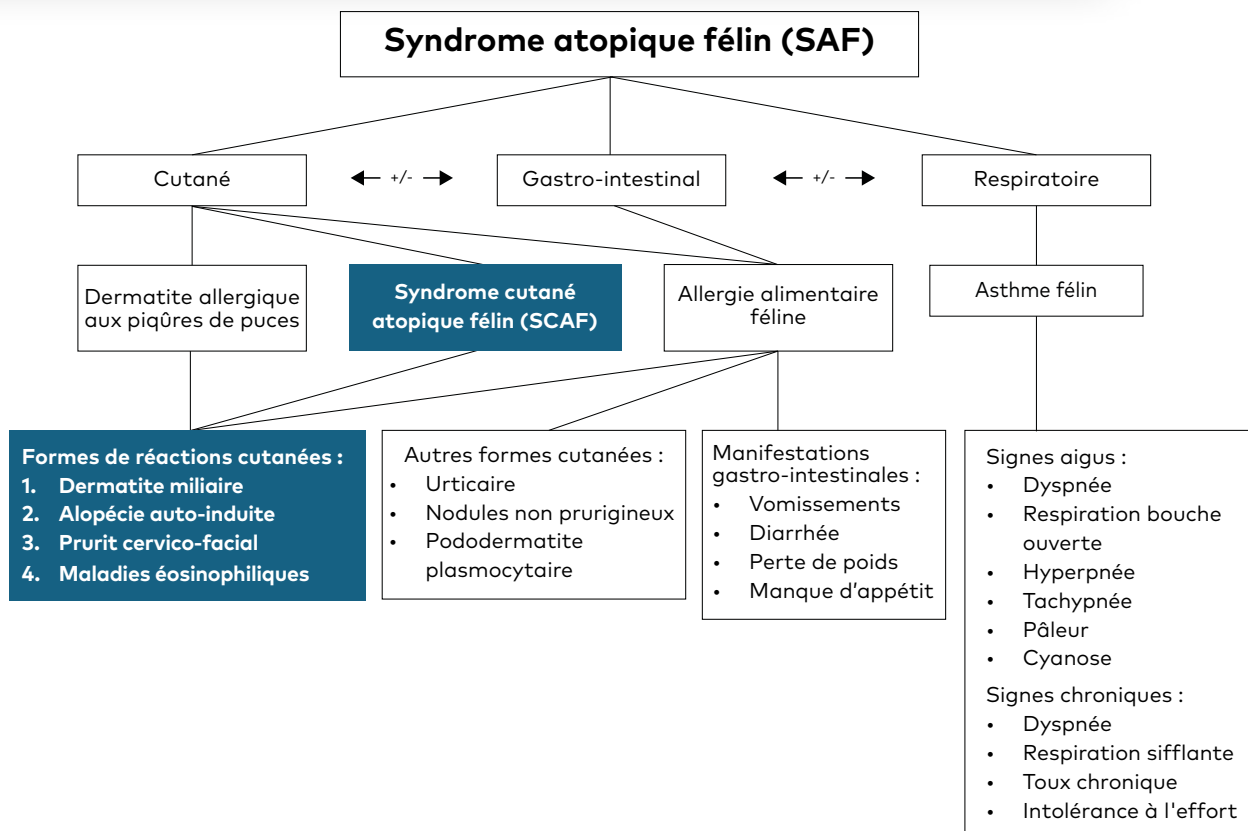 Syndrome atopique félin (SAF)
Cutané
+/-
Gastro-intestinal
+/-
Respiratoire
Dermatite allergique
aux piqûres de puces
Syndrome cutané
atopique félin (SCAF)
Allergie alimentaire
féline
Asthme félin
Formes de réactions cutanées :
1. Dermatite miliaire
2. Alopécie auto-induite
3. Prurit cervico-facial
4. Maladies éosinophiliques
Autres formes cutanées :
• Urticaire
• Nodules non prurigineux
• Pododermatite
plasmocytaire
Manifestations
gastro-intestinales :
• Vomissements
• Diarrhée
• Perte de poids
• Manque d’appétit
Signes aigus :
• Dyspnée
• Respiration bouche
ouverte
• Hyperpnée
• Tachypnée
• Pâleur
• Cyanose
Signes chroniques :
• Dyspnée
• Respiration sifflante
• Toux chronique
• Intolérance à l'effort